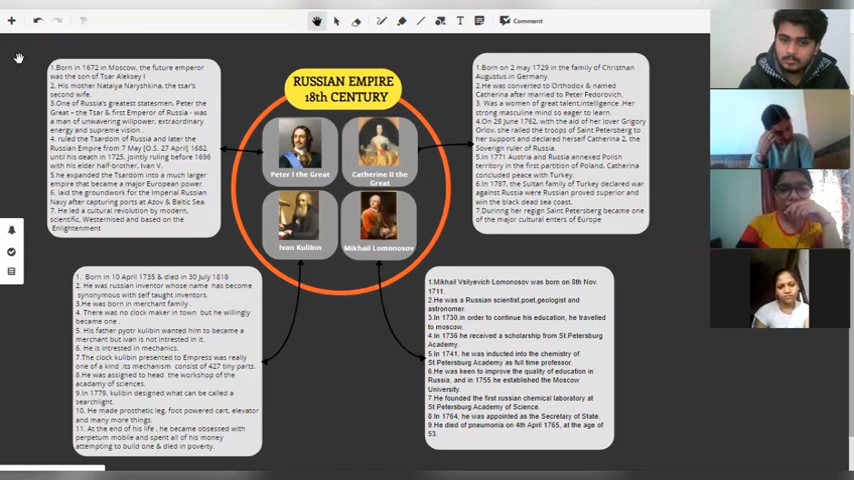 Comment
RUSSIAN EMPIRE
18th CENTURY
1.Born in 1672 in Moscow, the future emperor
was the son of Tsar Aleksey I
2. His mother Natalya Naryshkina, the tsar's
second wife.
3.One of Russia's greatest statesmen, Peter the
Great – the Tsar & first Emperor of Russia - was
a man of unwavering willpower, extraordinary
energy and supreme vision .
4. ruled the Tsardom of Russia and later the
Russian Empire from 7 May [O.S. 27 April] 1682
until his death in 1725, jointly ruling before 1696
with his elder half-brother, Ivan V.
5.he expanded the Tsardom into a much larger
empire that became a major European power
6. laid the groundwork for the Imperial Russian
Navy after capturing ports at Azov & Baltic Sea.
7. He led a cultural revolution by modern,
scientific, Westernised and based on the
Enlightenment
Peter I the Great
Catherine II the
Great
Ivan Kulibin
Mikhail Lomonosov
1.Born on 2 may 1729 in the family of Christhan
Augustus.in Germany.
2.He was converted to Orthodox & named
Catherina after married to Peter Fedorovich.
3. Was a women of great talent.intelligence .Her
strong masculine mind so eager to learn.
4.On 28 June 1762, with the aid of her lover Grigory
Orlov, she railed the troops of Saint Petersburg to
her support and declared herself Catherina 2, the
Soverign ruler of Russia.
5.In 1771 Austria and Russia annexed Polish
territory in the first partition of Poland, Catherina
concluded peace with Turkey.
6.In 1787, the Sultan family of Turkey declared war
against Russia were Russian proved superior and
win the black dead sea coast.
7.Durinng her regign Saint Petersburg became one
of the major cultural enters of Europe
1. Born in 10 April 1735 & died in 30 July 1818
2. He was russian inventor whose name has become
synonymous with self taught inventors.
3.He was born in merchant family .
4. There was no clock maker in town but he willingly
became one .
5. His father pyotr kulibin wanted him to became a
merchant but ivan is not intrested in it.
6. He is intrested in mechanics.
7.The clock kulibin presented to Empress was really
one of a kind .its mechanism consist of 427 tiny parts.
8.He was assigned to head the workshop of the
acadamy of sciences.
9.In 1779, kulibin designed what can be called a
searchlight.
10. He made prosthetic leg, foot powered cart, elevator
and many more things.
11. At the end of his life , he became obsessed with
perpetum mobile and spent all of his money
attempting to build one & died in poverty.
1.Mikhail Vsilyevich Lomonosov was born on 8th Nov.
1711.
2.He was a Russian scientist,poet,geologist and
astronomer.
3.In 1730,in order to continue his education, he travelled
to moscow.
4.In 1736 he received a scholarship from St.Petersburg
Academy.
5.In 1741, he was inducted into the chemistry of
St.Petersburg Academy as full time professor.
6.He was keen to improve the quality of education in
Russia, and in 1755 he established the Moscow
University.
7.He founded the first russian chemical laboratory at
St.Petersburg Academy of Science.
8.In 1764, he was appointed as the Secretary of State.
9.He died of pneumonia on 4th April 1765, at the age of
53.